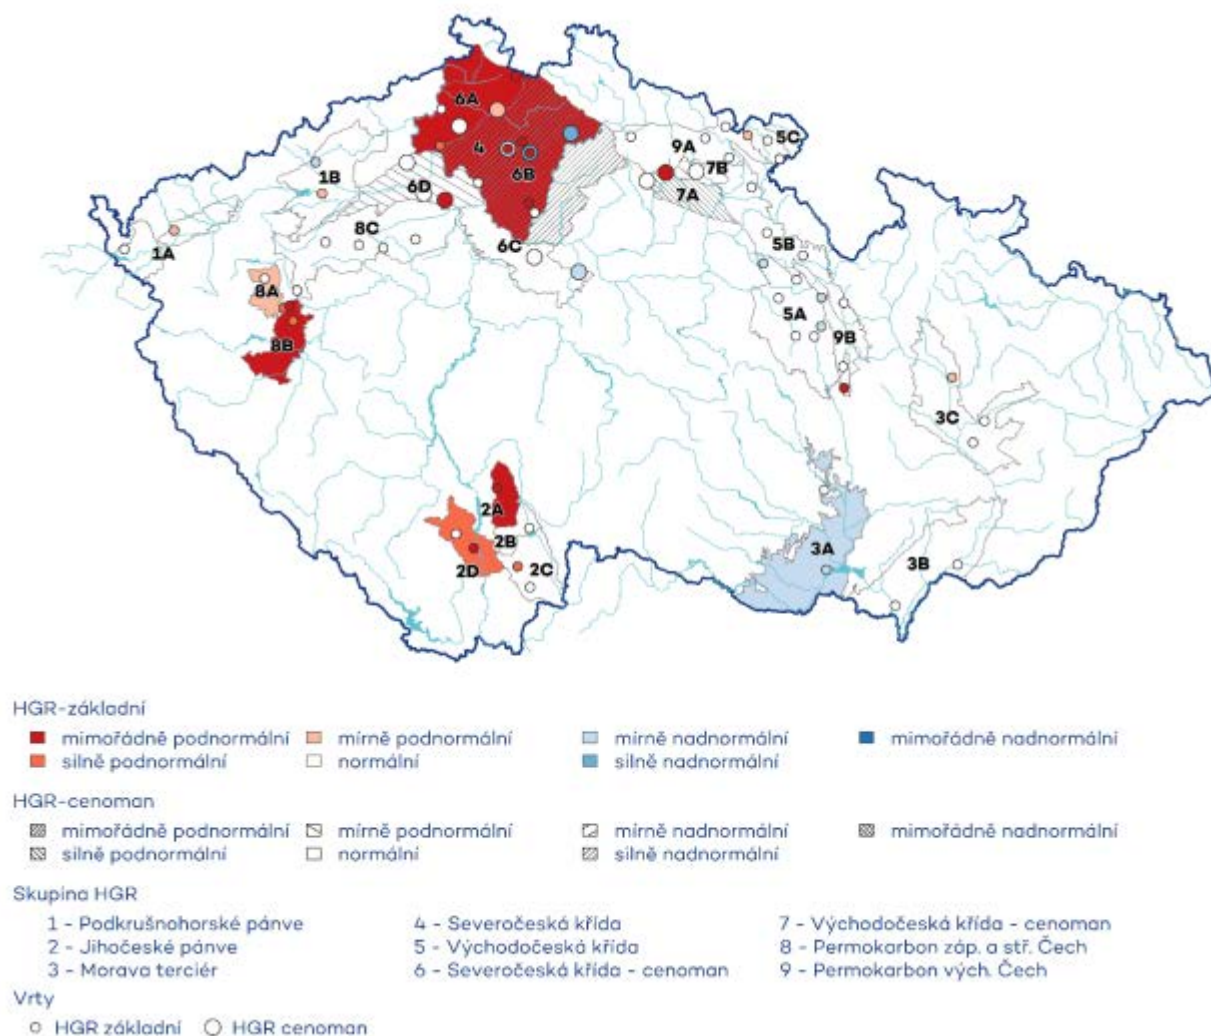 6A
5C
9A
4
7B
6B
1B
6D
7A
8C
6C
5B
1A
8A
5A
9B
8B
3C
2A
2B
3A
2D
2C
3B
HGR-základní
mimořádně podnormální mírně podnormální mírně nadnormální mimořádně nadnormální
silně podnormální normální silně nadnormální
HGR-cenoman
mimořádně podnormální mírně podnormální mírně nadnormální mimořádně nadnormální
silně podnormální normální silně nadnormální
Skupina HGR
1 - Podkrušnohorské pánve 4 - Severočeská křída 7 - Východočeská křída - cenoman
2 - Jihočeské pánve 5 - Východočeská křída 8 - Permokarbon záp. a stř. Čech
3 - Morava terciér 6 - Severočeská křída - cenoman 9 - Permokarbon vých. Čech
Vrty
HGR základní HGR cenoman